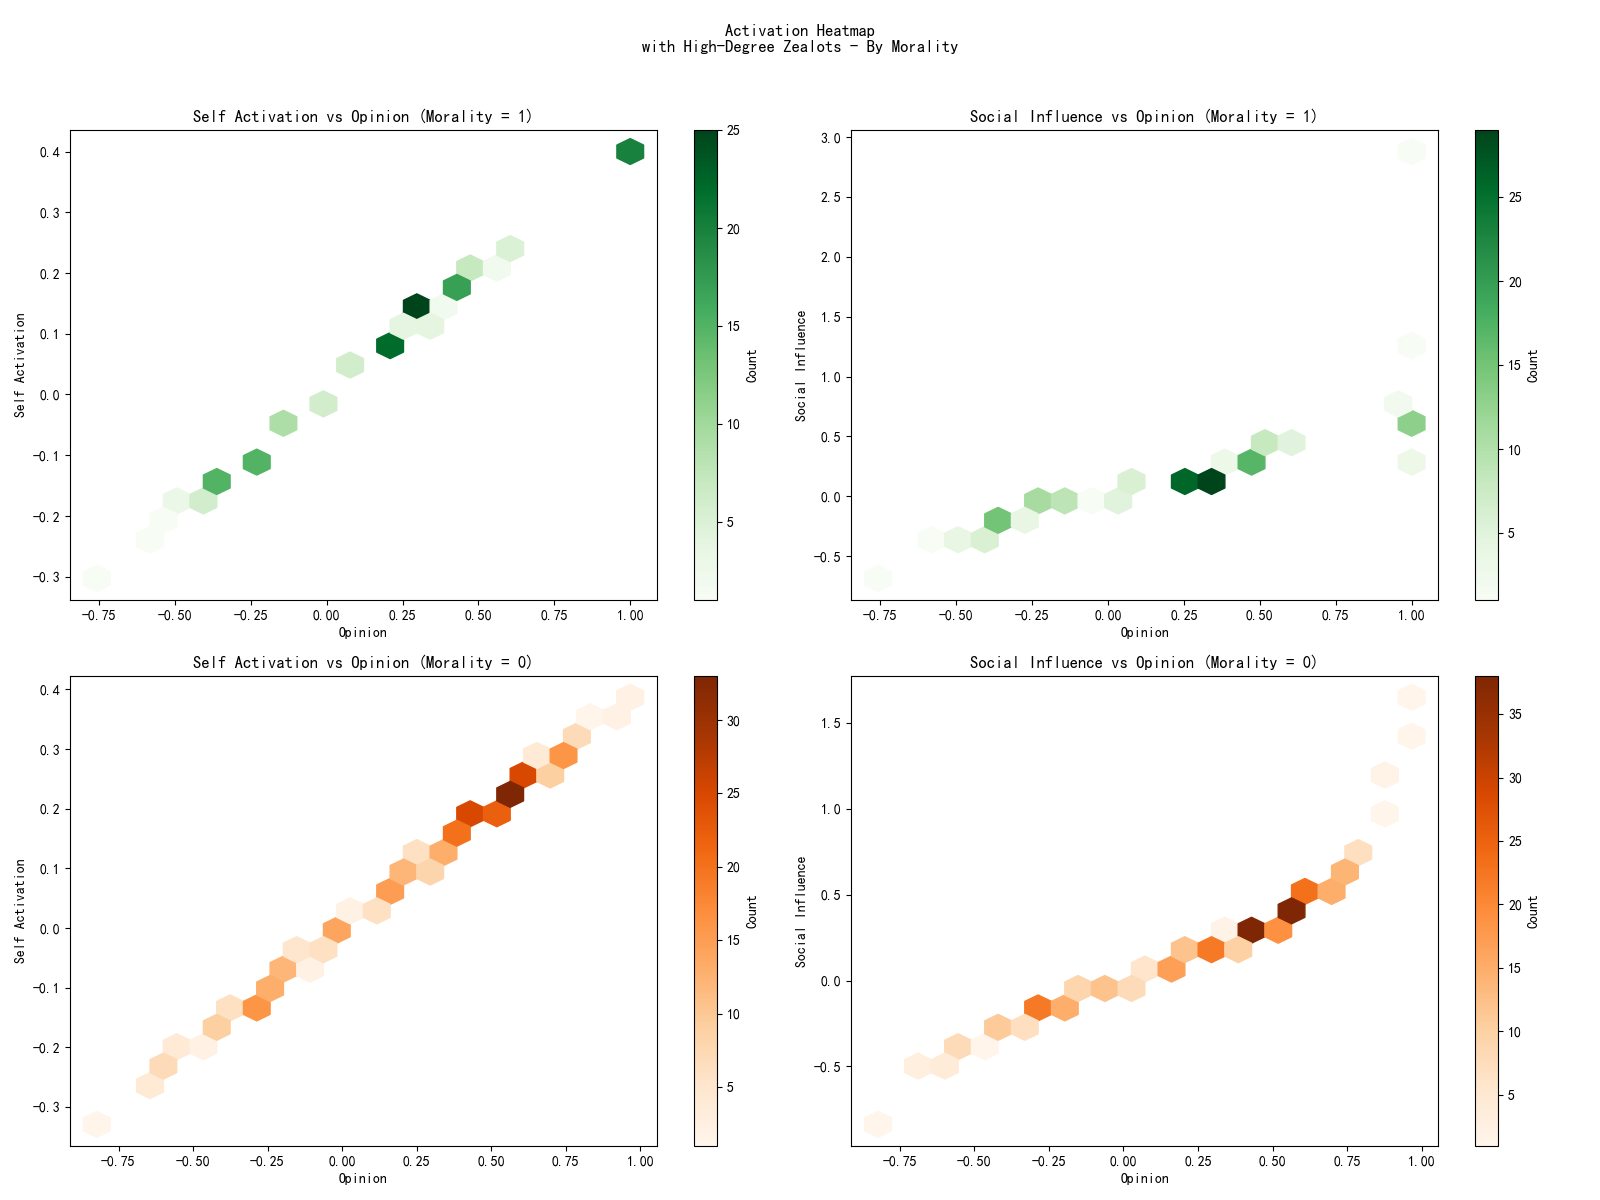 Activation Heatmap
with High-Degree Zealots - By Morality
Self Activation vs Opinion (Morality = 1)
Social Influence vs Opinion (Morality = 1)
0.4
0.3
0.2
0.1
0.0
-0.1
-0.2
-0.3
Self Activation
-0.75 -0.50 -0.25 0.00 0.25 0.50 0.75 1.00
Opinion
25
20
15
10
5
Count
3.0
2.5
2.0
1.5
1.0
0.5
0.0
-0.5
Social Influence
-0.75 -0.50 -0.25 0.00 0.25 0.50 0.75 1.00
Opinion
25
20
15
10
5
Count
Self Activation vs Opinion (Morality = 0)
Social Influence vs Opinion (Morality = 0)
0.4
0.3
0.2
0.1
0.0
-0.1
-0.2
-0.3
Self Activation
-0.75 -0.50 -0.25 0.00 0.25 0.50 0.75 1.00
Opinion
30
25
20
15
10
5
Count
1.5
1.0
0.5
0.0
-0.5
Social Influence
-0.75 -0.50 -0.25 0.00 0.25 0.50 0.75 1.00
Opinion
35
30
25
20
15
10
5
Count